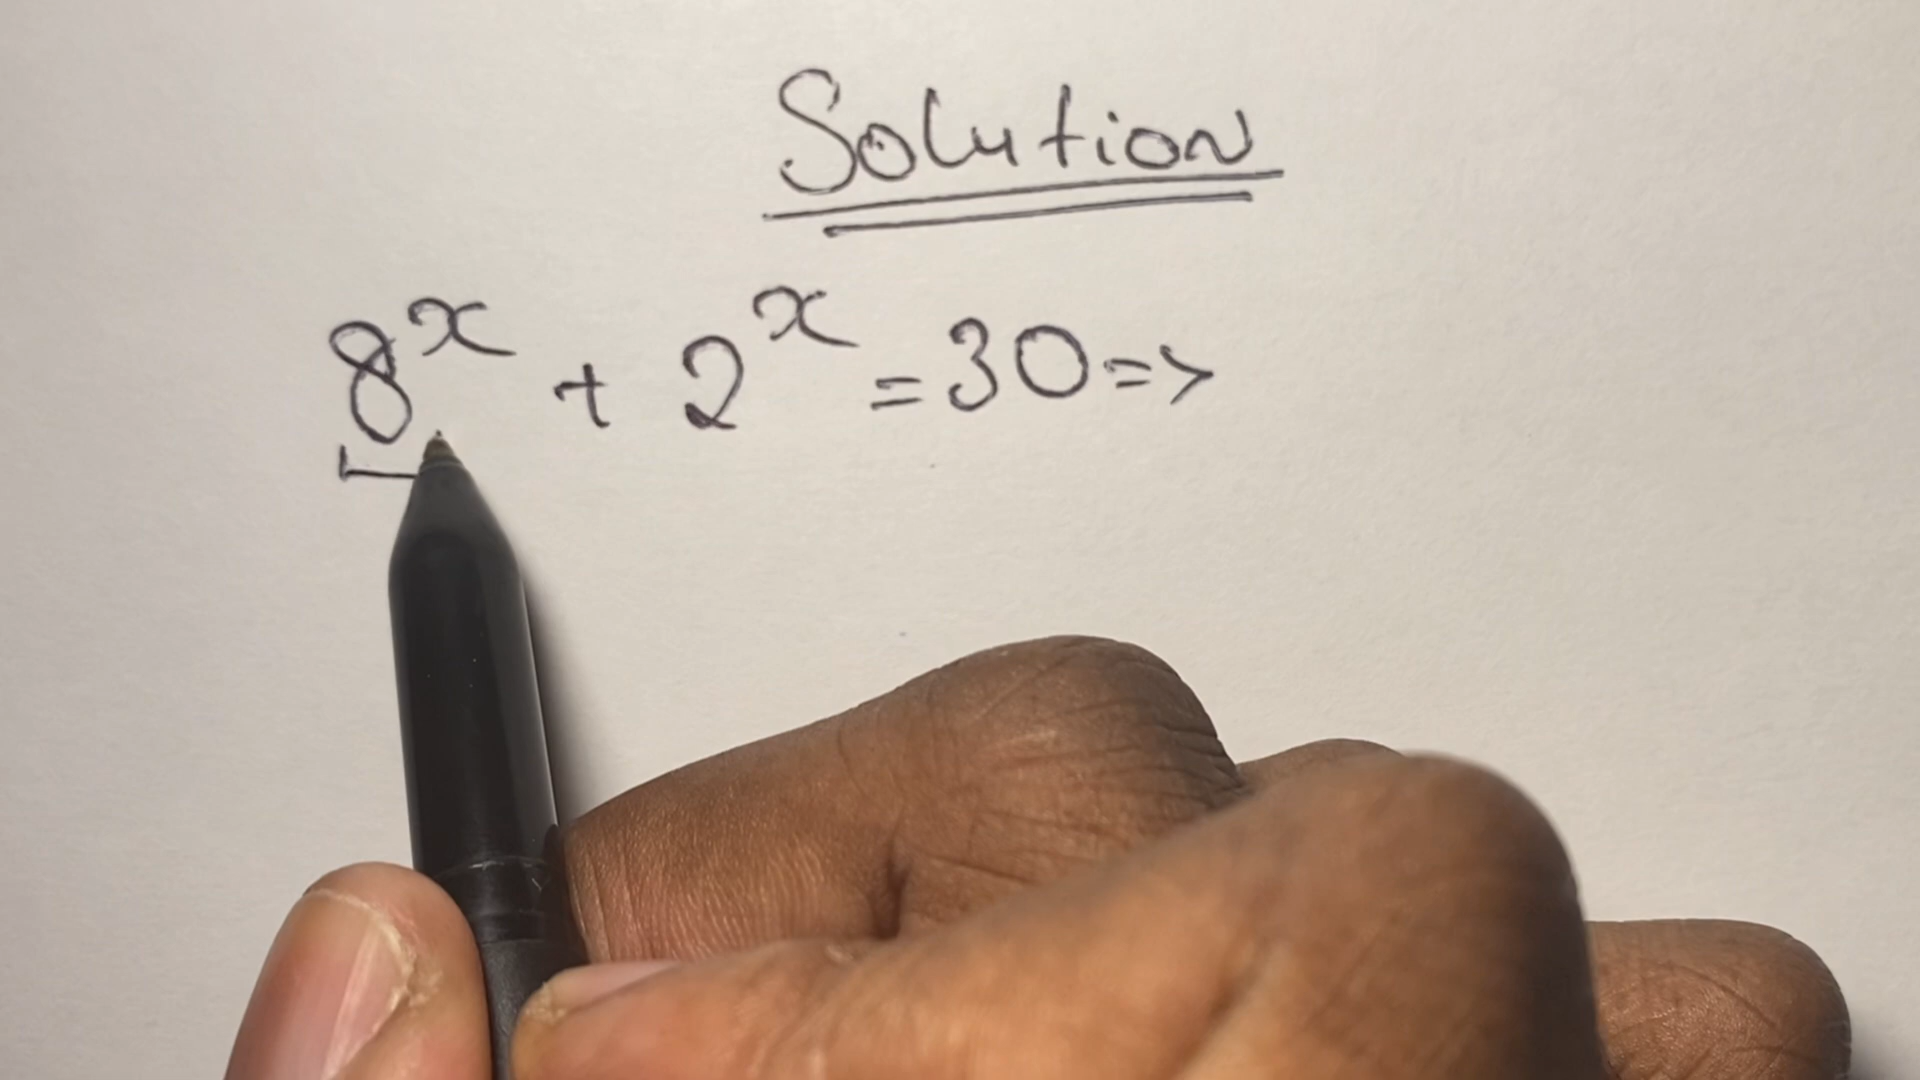 Solution
8^x + 2^x = 30 =>